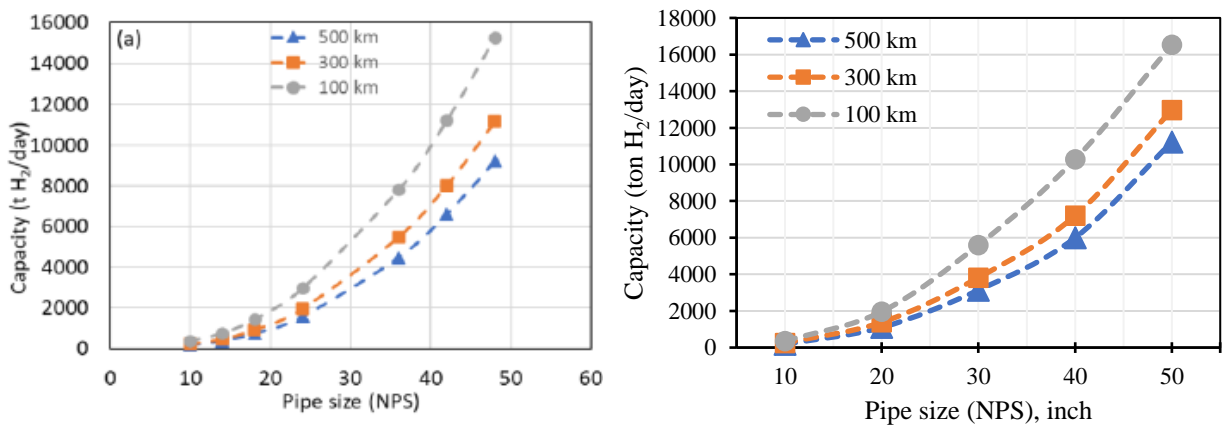 (a)
500 km
300 km
100 km
Capacity (t H₂/day)
16000
14000
12000
10000
8000
6000
4000
2000
0
0 10 20 30 40 50 60
Pipe size (NPS)
500 km
300 km
100 km
Capacity (ton H₂/day)
18000
16000
14000
12000
10000
8000
6000
4000
2000
0
10 20 30 40 50
Pipe size (NPS), inch